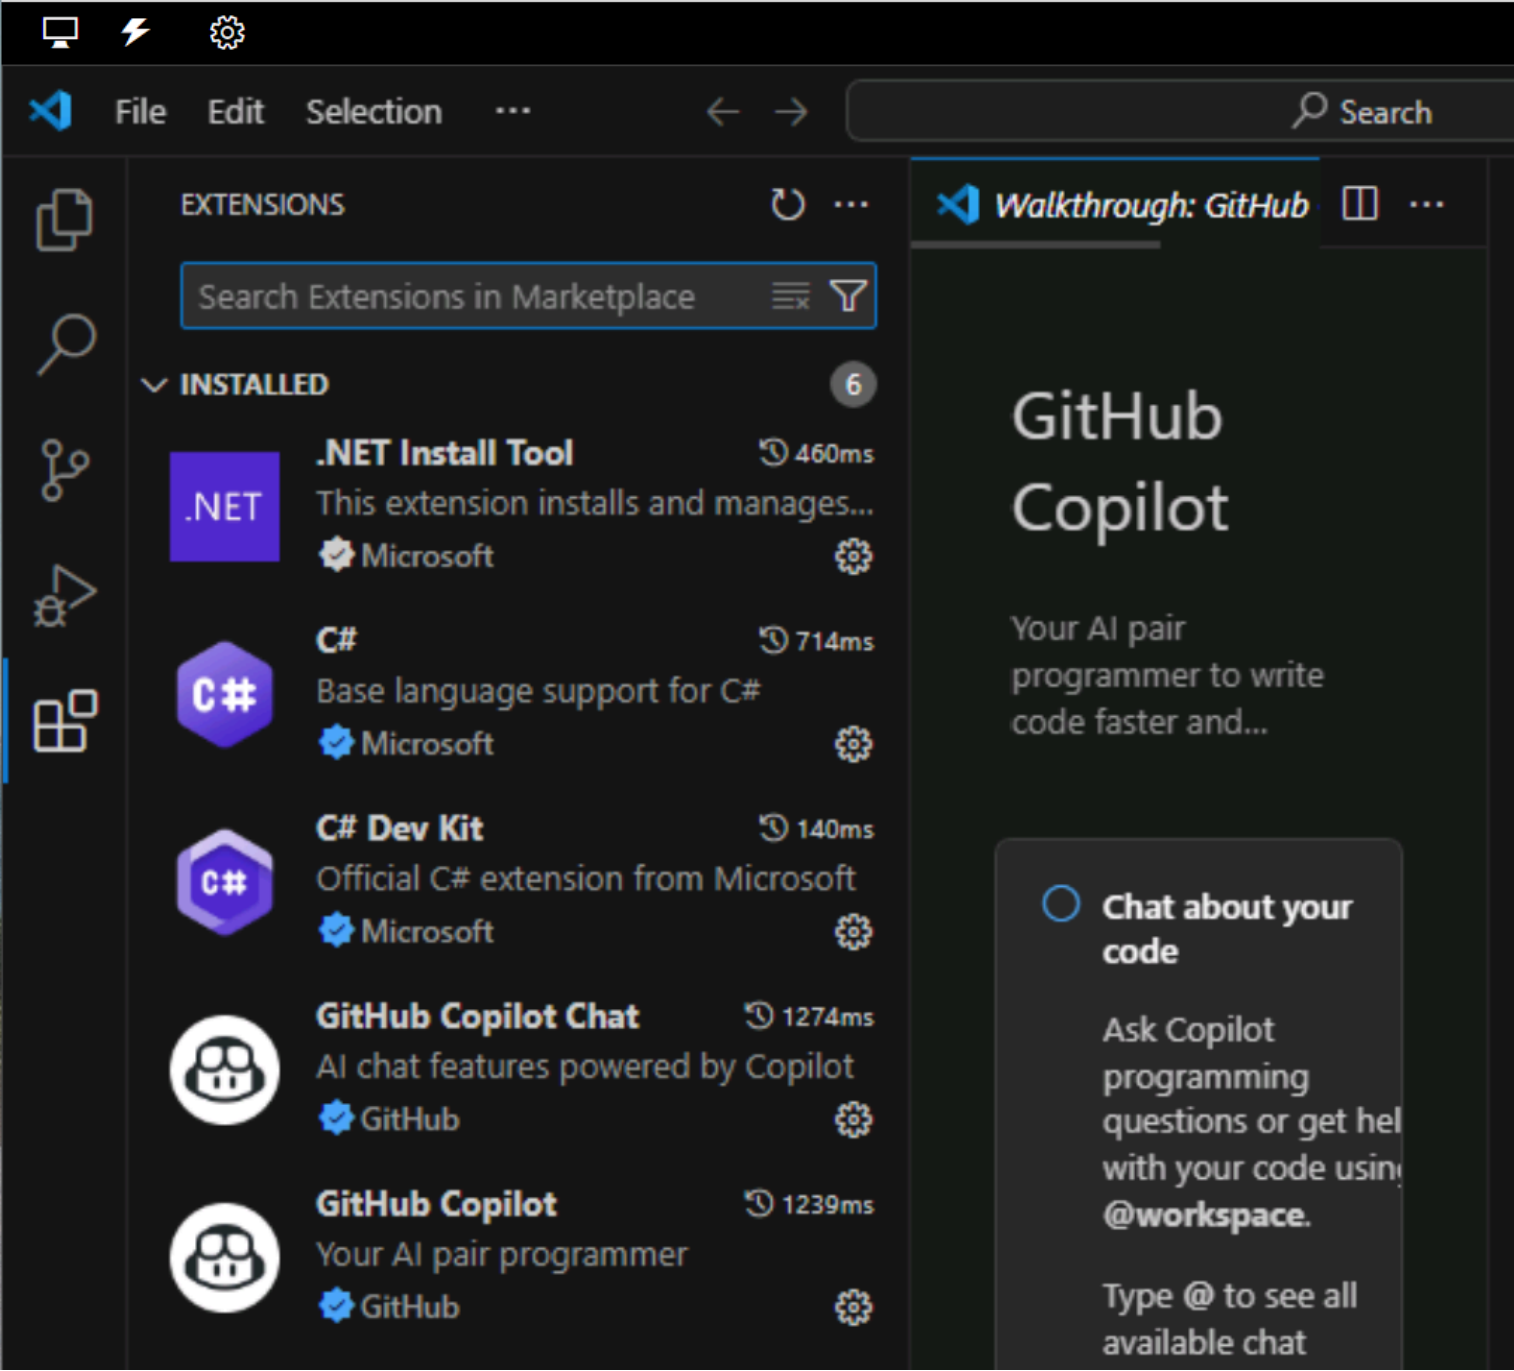 File Edit Selection ···
Search
EXTENSIONS
Search Extensions in Marketplace
INSTALLED 6
.NET
.NET Install Tool 460ms
This extension installs and manages...
Microsoft
C#
C# 714ms
Base language support for C#
Microsoft
C#
C# Dev Kit 140ms
Official C# extension from Microsoft
Microsoft
GitHub Copilot Chat 1274ms
AI chat features powered by Copilot
GitHub
GitHub Copilot 1239ms
Your AI pair programmer
GitHub
Walkthrough: GitHub
GitHub
Copilot
Your AI pair
programmer to write
code faster and...
Chat about your
code
Ask Copilot
programming
questions or get hel
with your code using
@workspace.
Type @ to see all
available chat